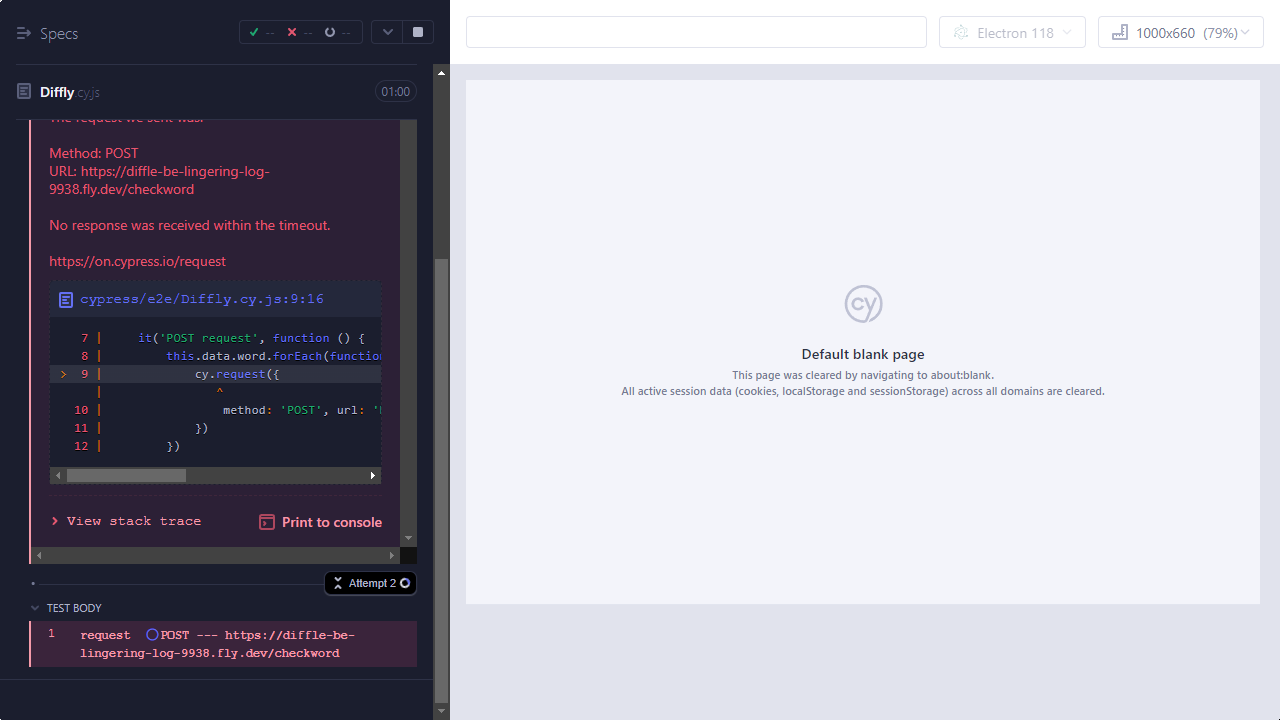 Specs
-- -- --
Electron 118
1000x660 (79%)
Diffly.cy.js
01:00
The request we sent was:
Method: POST
URL: https://diffle-be-lingering-log-
9938.fly.dev/checkword
No response was received within the timeout.
https://on.cypress.io/request
cypress/e2e/Diffly.cy.js:9:16
7 | it('POST request', function () {
8 | this.data.word.forEach(function
> 9 | cy.request({
| ^
10 | method: 'POST', url: '
11 | })
12 | })
View stack trace
Print to console
Attempt 2
TEST BODY
1 request POST --- https://diffle-be-
lingering-log-9938.fly.dev/checkword
cy
Default blank page
This page was cleared by navigating to about:blank.
All active session data (cookies, localStorage and sessionStorage) across all domains are cleared.